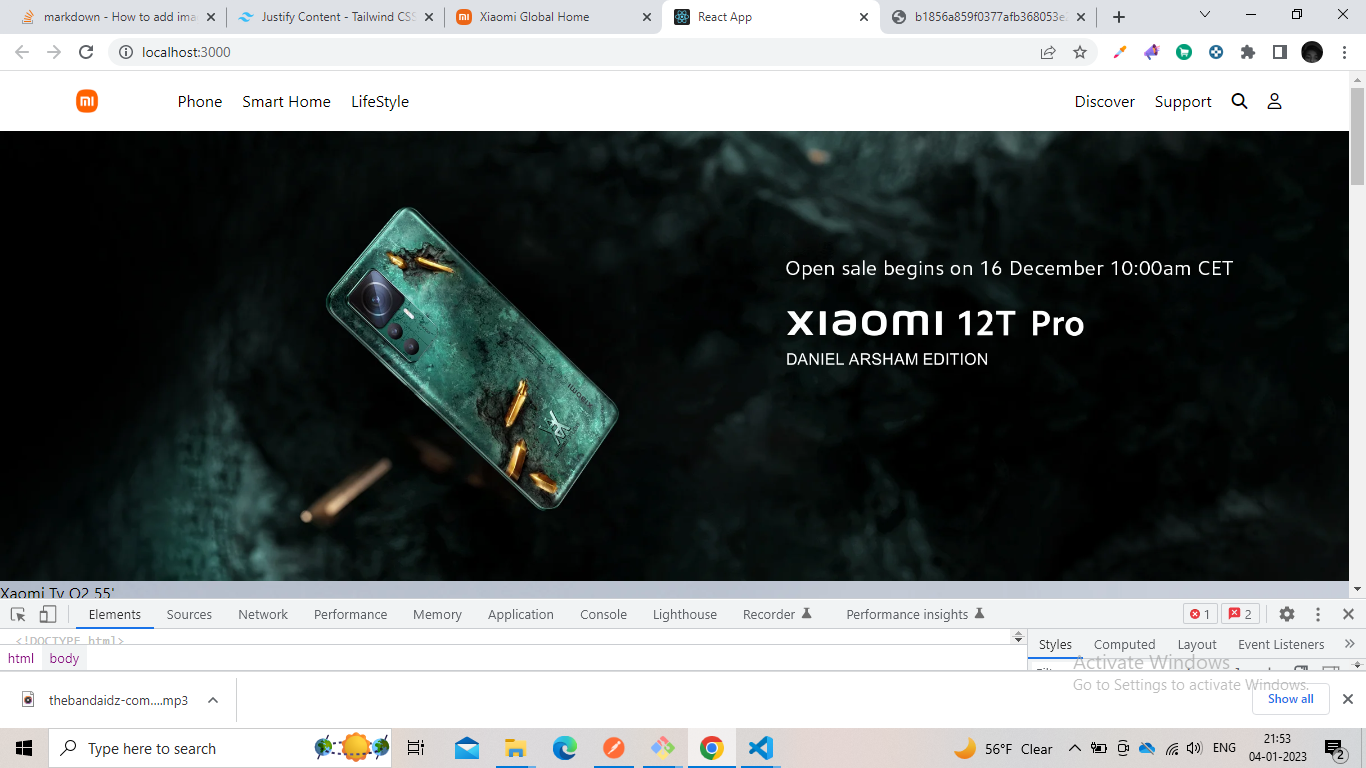 markdown - How to add ima
Justify Content - Tailwind CSS
Xiaomi Global Home
React App
b1856a859f0377afb368053e
localhost:3000
mi
Phone
Smart Home
LifeStyle
Discover
Support
Open sale begins on 16 December 10:00am CET
xiaomi 12T Pro
DANIEL ARSHAM EDITION
XIAOMI
Xaomi Tv Q2 55'
Elements
Sources
Network
Performance
Memory
Application
Console
Lighthouse
Recorder
Performance insights
1
2
<!DOCTYPE html>
Styles
Computed
Layout
Event Listeners
html
body
Activate Windows
Go to Settings to activate Windows.
thebandaidz-com....mp3
Show all
Type here to search
56°F Clear
ENG
21:53
04-01-2023
2